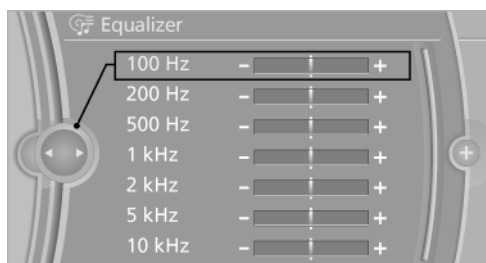 Equalizer
100 Hz - +
200 Hz - +
500 Hz - +
1 kHz - +
2 kHz - +
5 kHz - +
10 kHz - +
+